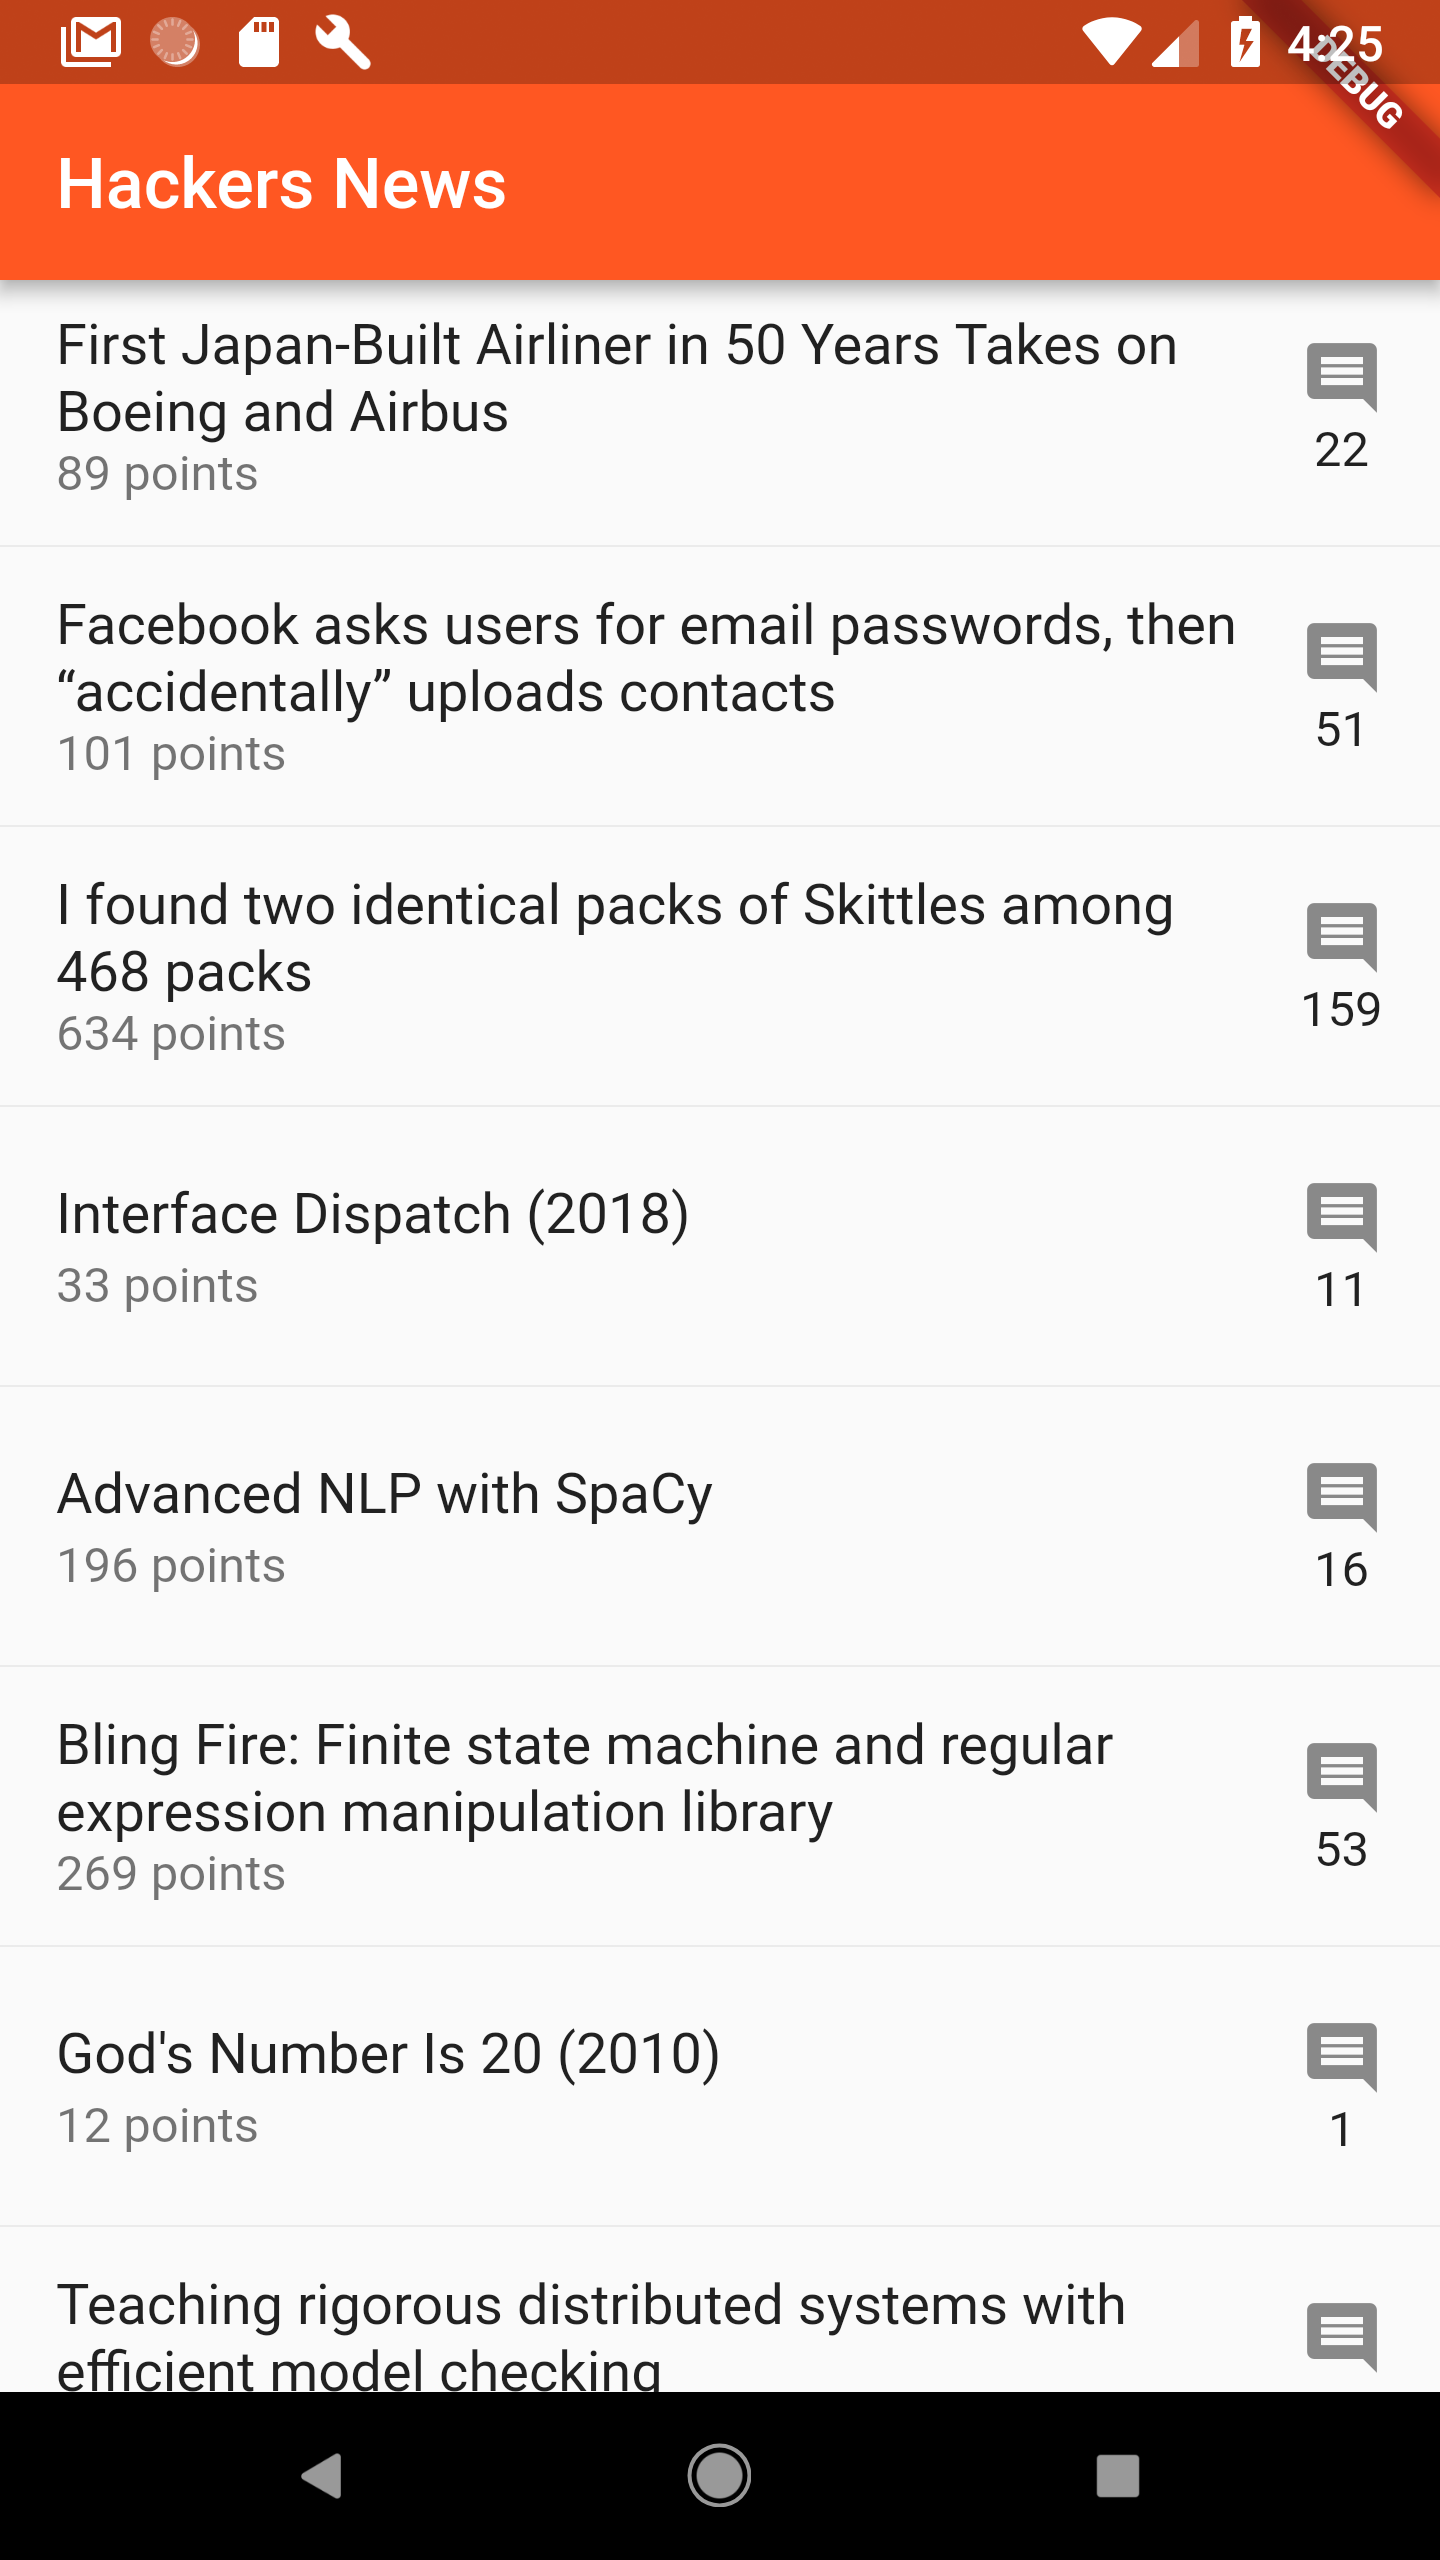 4:25
DEBUG
Hackers News
First Japan-Built Airliner in 50 Years Takes on
Boeing and Airbus
89 points
22
Facebook asks users for email passwords, then
“accidentally” uploads contacts
101 points
51
I found two identical packs of Skittles among
468 packs
634 points
159
Interface Dispatch (2018)
33 points
11
Advanced NLP with SpaCy
196 points
16
Bling Fire: Finite state machine and regular
expression manipulation library
269 points
53
God's Number Is 20 (2010)
12 points
1
Teaching rigorous distributed systems with
efficient model checking